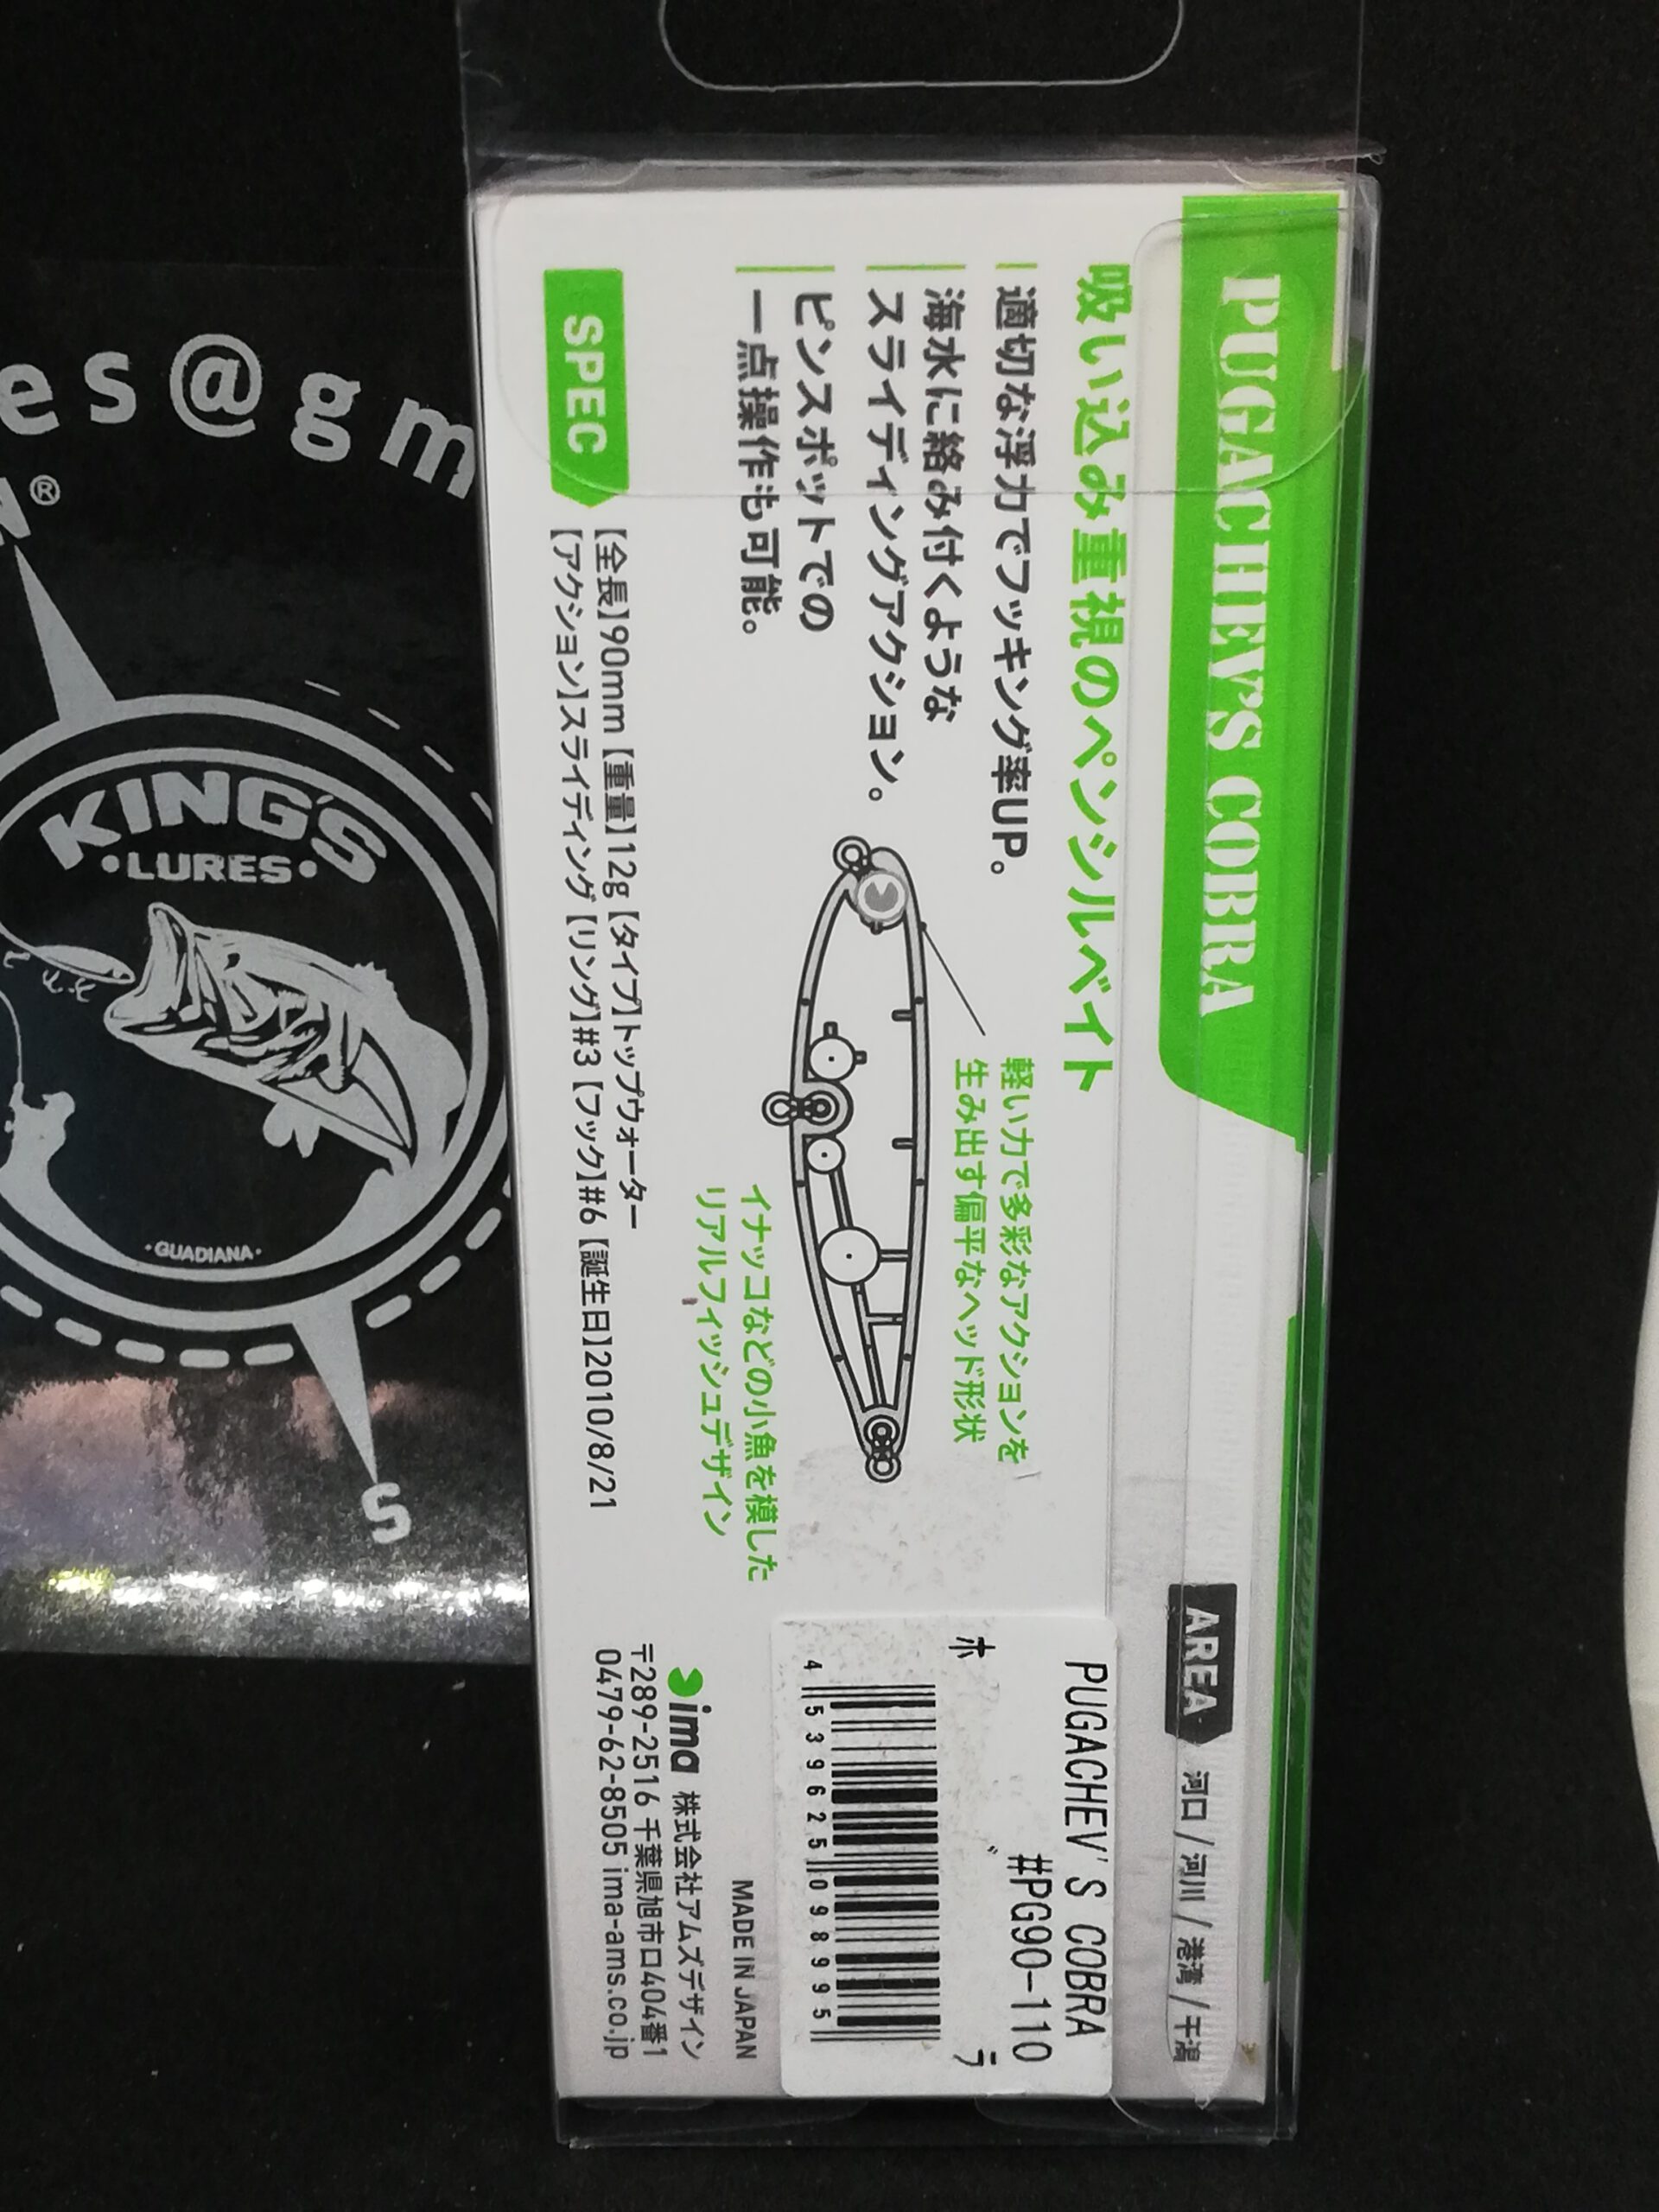 PUGACHEV'S COBRA
AREA
河口 / 河川 / 港湾 / 干潟
吸い込み重視のペンシルベイト
適切な浮力でフッキング率UP。
海水に絡み付くような
スライディングアクション。
ピンスポットでの
一点操作も可能。
軽い力で多彩なアクションを
生み出す偏平なヘッド形状
イナッコなどの小魚を模した
リアルフィッシュデザイン
SPEC
【全長】90mm【重量】12g【タイプ】トップウォーター
【アクション】スライディング【リング】#3【フック】#6【誕生日】2010/8/21
PUGACHEV'S COBRA
#PG90-110
ホ゛ラ
4539625098995
MADE IN JAPAN
ima 株式会社アムズデザイン
〒289-2516 千葉県旭市ロ404番1
0479-62-8505 ima-ams.co.jp
es@gm
®
KING'S
•LURES•
•GUADIANA•
S